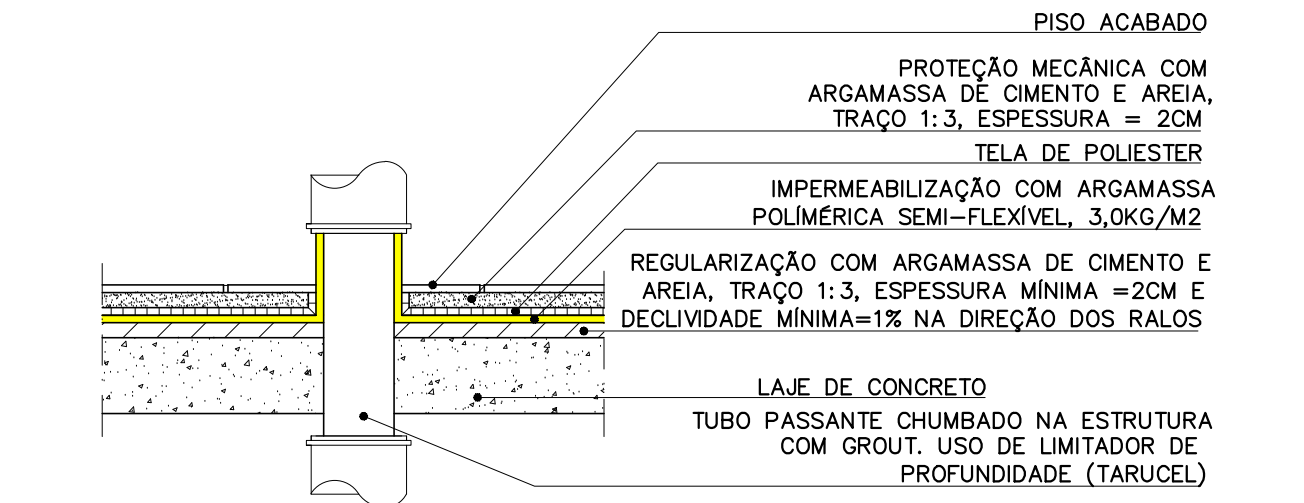 PISO ACABADO
PROTEÇÃO MECÂNICA COM
ARGAMASSA DE CIMENTO E AREIA,
TRAÇO 1:3, ESPESSURA = 2CM
TELA DE POLIESTER
IMPERMEABILIZAÇÃO COM ARGAMASSA
POLÍMÉRICA SEMI-FLEXÍVEL, 3,0KG/M2
REGULARIZAÇÃO COM ARGAMASSA DE CIMENTO E
AREIA, TRAÇO 1:3, ESPESSURA MÍNIMA =2CM E
DECLIVIDADE MÍNIMA=1% NA DIREÇÃO DOS RALOS
LAJE DE CONCRETO
TUBO PASSANTE CHUMBADO NA ESTRUTURA
COM GROUT. USO DE LIMITADOR DE
PROFUNDIDADE (TARUCEL)